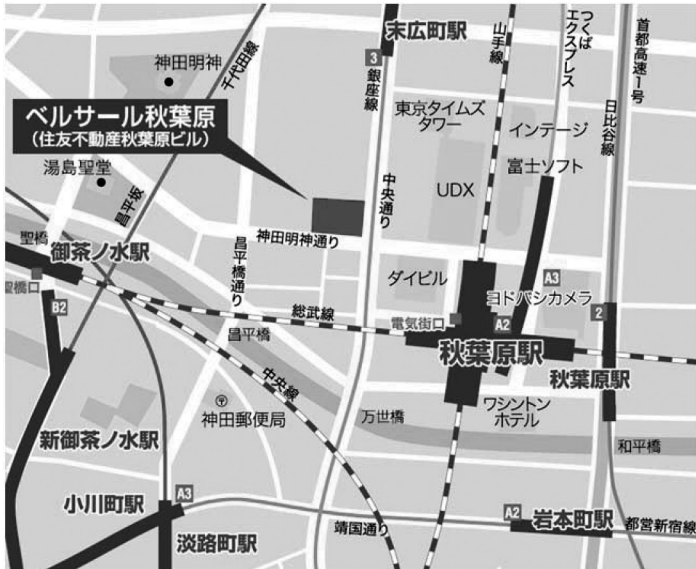 末広町駅
3
銀座線
山手線
つくば
エクスプレス
首都高速1号
日比谷線
神田明神
千代田線
ベルサール秋葉原
(住友不動産秋葉原ビル)
東京タイムズ
タワー
インテージ
富士ソフト
UDX
湯島聖堂
昌平坂
中央通り
神田明神通り
聖橋
御茶ノ水駅
昌平橋通り
ダイビル
A3
ヨドバシカメラ
聖橋口
B2
総武線
電気街口
A2
2
昌平橋
秋葉原駅
秋葉原駅
中央線
神田郵便局
万世橋
ワシントン
ホテル
新御茶ノ水駅
和平橋
小川町駅
A3
淡路町駅
靖国通り
A2
岩本町駅
都営新宿線